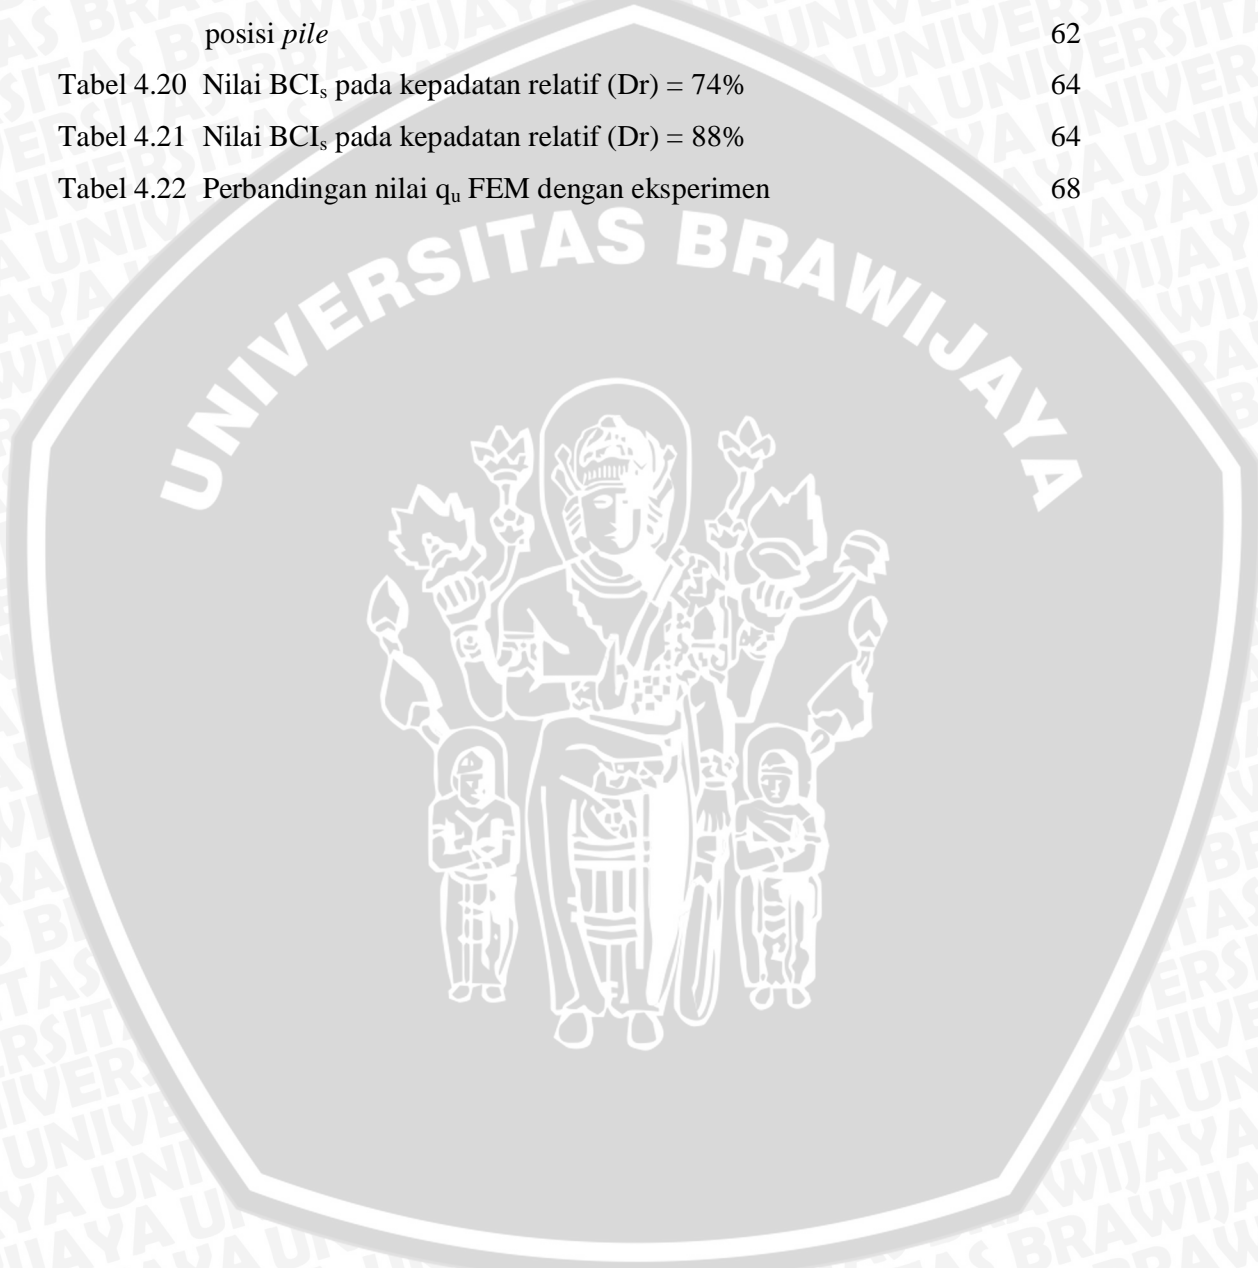 posisi pile 62
Tabel 4.20 Nilai BCIs pada kepadatan relatif (Dr) = 74% 64
Tabel 4.21 Nilai BCIs pada kepadatan relatif (Dr) = 88% 64
Tabel 4.22 Perbandingan nilai qu FEM dengan eksperimen 68
UNIVERSITAS BRAWIJAYA